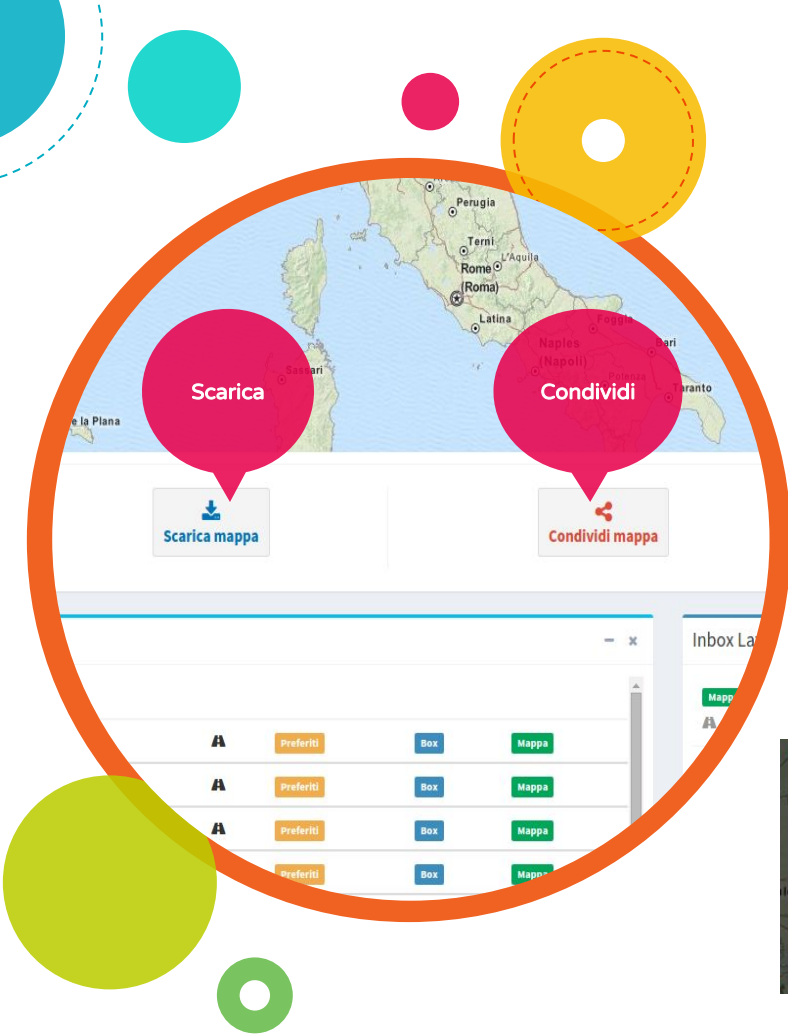 Perugia
Terni
L'Aquila
Rome
(Roma)
Latina
Foggia
Naples
(Napoli)
Bari
Potenza
Taranto
Sassari
e la Plana
Scarica
Condividi
Scarica mappa
Condividi mappa
Inbox La
Mapp
Preferiti Box Mappa
Preferiti Box Mappa
Preferiti Box Mappa
Preferiti Box Mappa